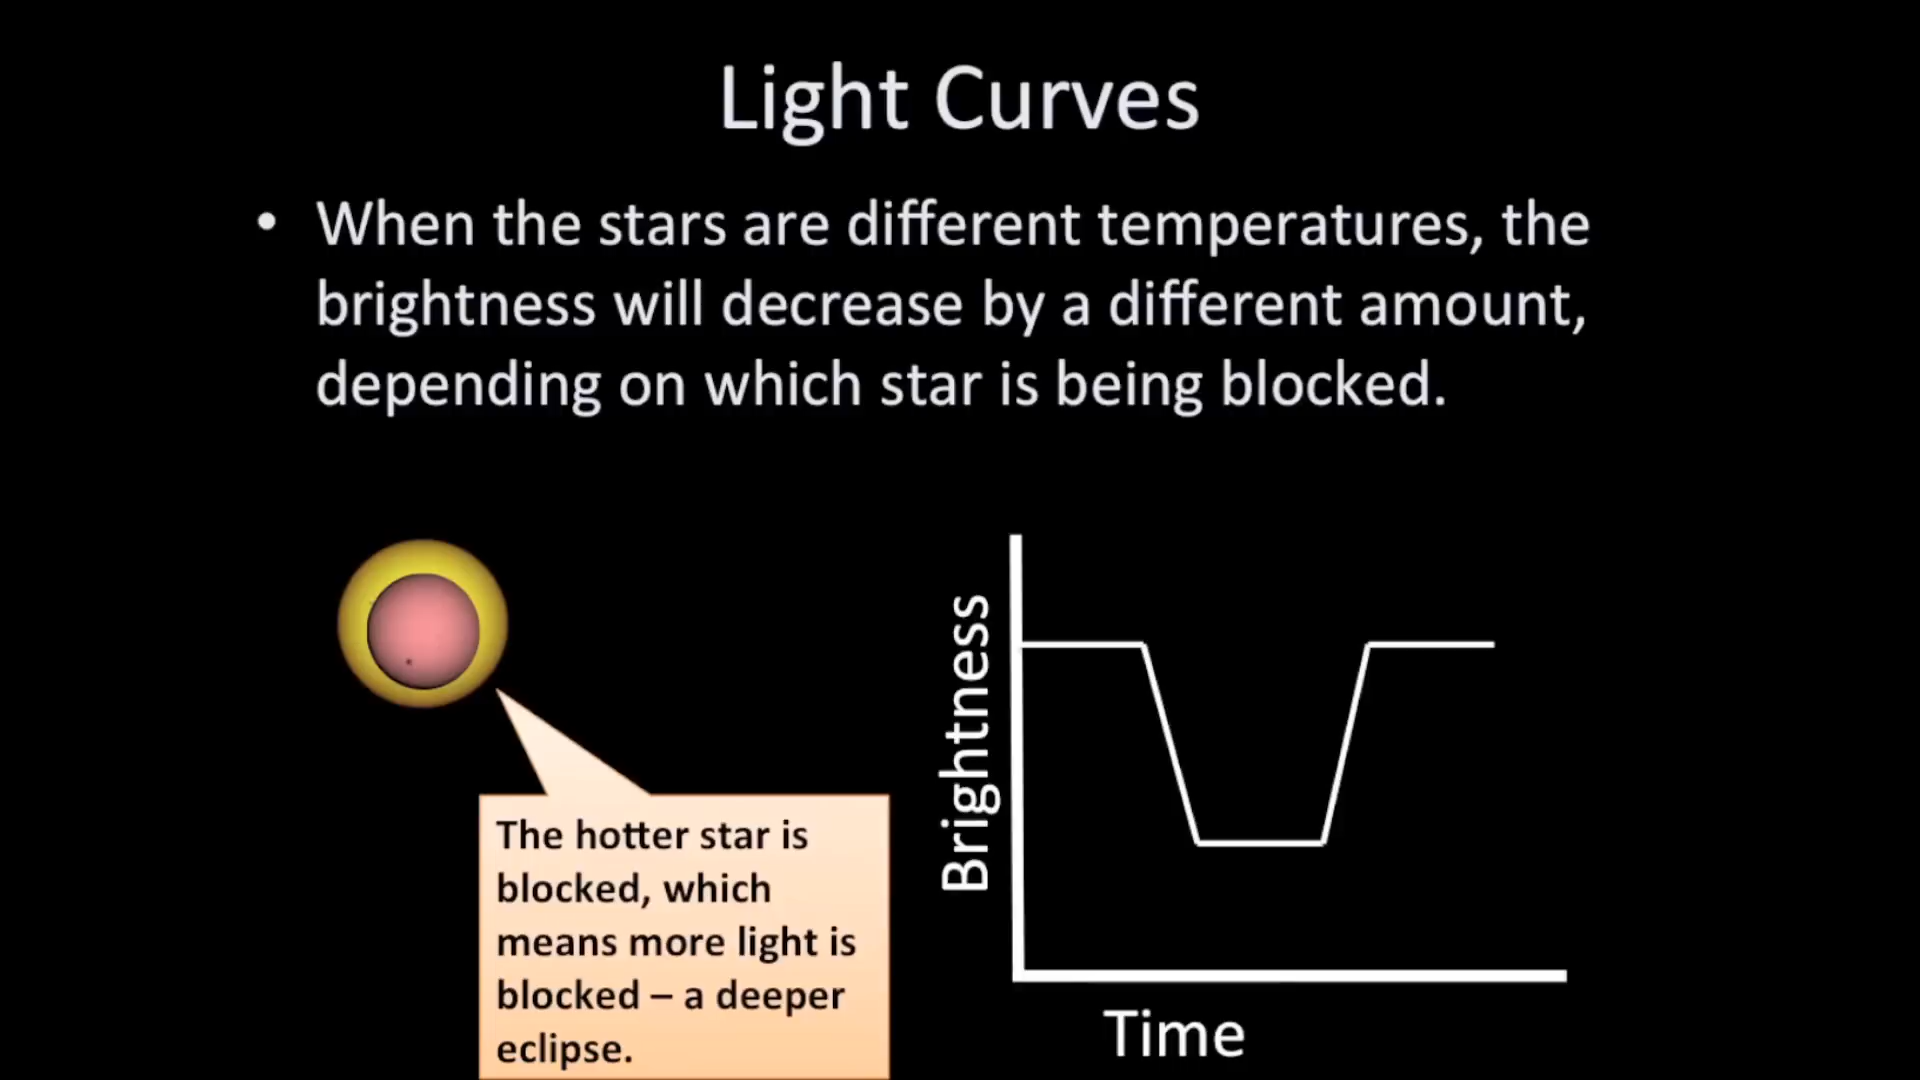 Light Curves
• When the stars are different temperatures, the
brightness will decrease by a different amount,
depending on which star is being blocked.
The hotter star is
blocked, which
means more light is
blocked – a deeper
eclipse.
Brightness
Time